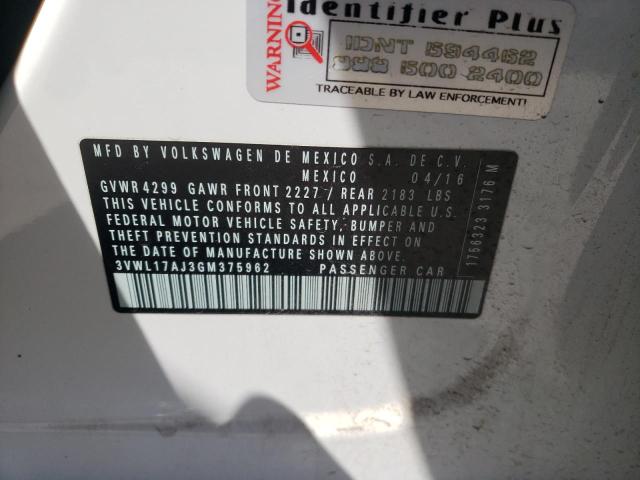 WARNING
Identifier Plus
IDNT 594462
888 600 2400
TRACEABLE BY LAW ENFORCEMENT!
MFD BY VOLKSWAGEN DE MEXICO S.A. DE C.V.
MEXICO 04/16
GVWR 4299 GAWR FRONT 2227 / REAR 2183 LBS
THIS VEHICLE CONFORMS TO ALL APPLICABLE U.S.
FEDERAL MOTOR VEHICLE SAFETY, BUMPER AND
THEFT PREVENTION STANDARDS IN EFFECT ON
THE DATE OF MANUFACTURE SHOWN ABOVE.
3VWL17AJ3GM375962 PASSENGER CAR
1756323 3176 M